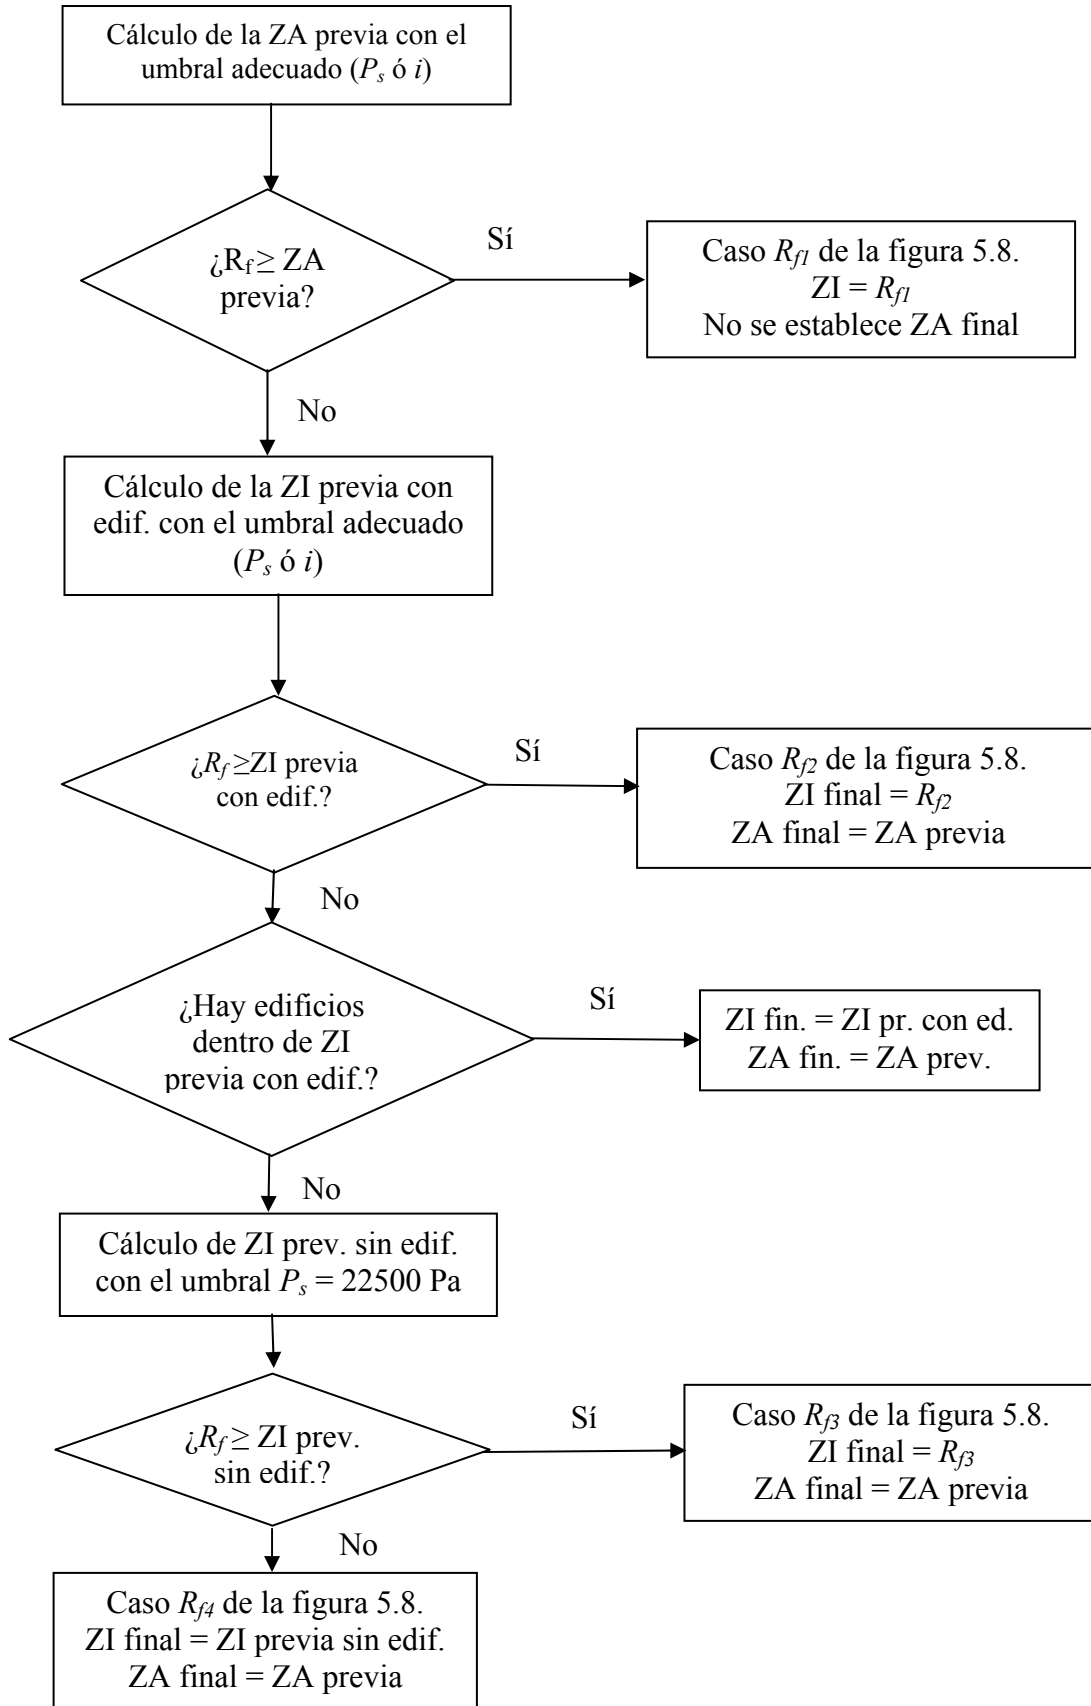 Cálculo de la ZA previa con el
umbral adecuado (Ps ó i)
¿Rf ≥ ZA
previa?
Sí
Caso Rf1 de la figura 5.8.
ZI = Rf1
No se establece ZA final
No
Cálculo de la ZI previa con
edif. con el umbral adecuado
(Ps ó i)
¿Rf ≥ZI previa
con edif.?
Sí
Caso Rf2 de la figura 5.8.
ZI final = Rf2
ZA final = ZA previa
No
¿Hay edificios
dentro de ZI
previa con edif.?
Sí
ZI fin. = ZI pr. con ed.
ZA fin. = ZA prev.
No
Cálculo de ZI prev. sin edif.
con el umbral Ps = 22500 Pa
¿Rf ≥ ZI prev.
sin edif.?
Sí
Caso Rf3 de la figura 5.8.
ZI final = Rf3
ZA final = ZA previa
No
Caso Rf4 de la figura 5.8.
ZI final = ZI previa sin edif.
ZA final = ZA previa